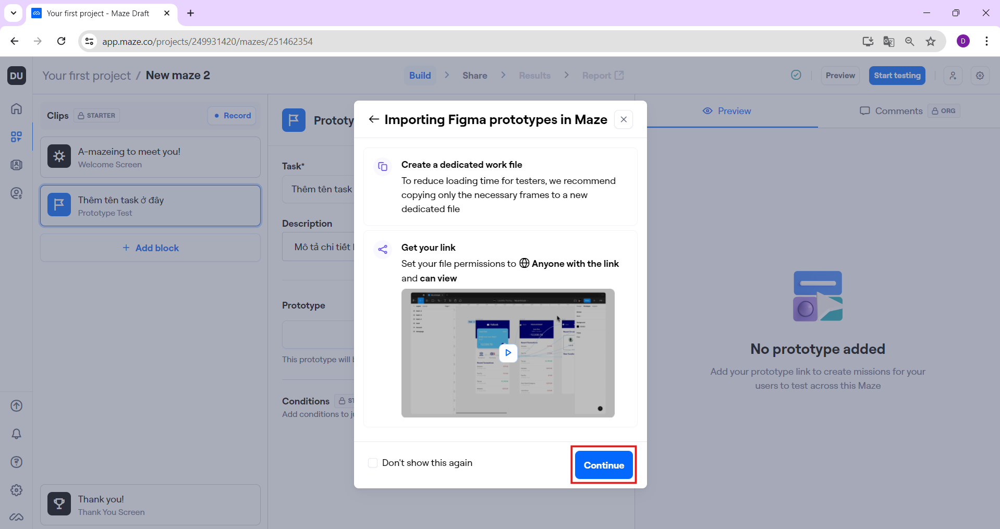 Your first project - Maze Draft
app.maze.co/projects/249931420/mazes/251462354
D
DU
Your first project / New maze 2
Build
Share
Results
Report
Preview
Start testing
Clips
STARTER
Record
A-mazeing to meet you!
Welcome Screen
Thêm tên task ở đây
Prototype Test
+ Add block
Thank you!
Thank You Screen
Prototy
Task*
Thêm tên task
Description
Mô tả chi tiết
Prototype
This prototype will
Conditions
ST
Add conditions to ju
Importing Figma prototypes in Maze
Create a dedicated work file
To reduce loading time for testers, we recommend
copying only the necessary frames to a new
dedicated file
Get your link
Set your file permissions to Anyone with the link
and can view
Don't show this again
Continue
Preview
Comments
ORG
No prototype added
Add your prototype link to create missions for your
users to test across this Maze